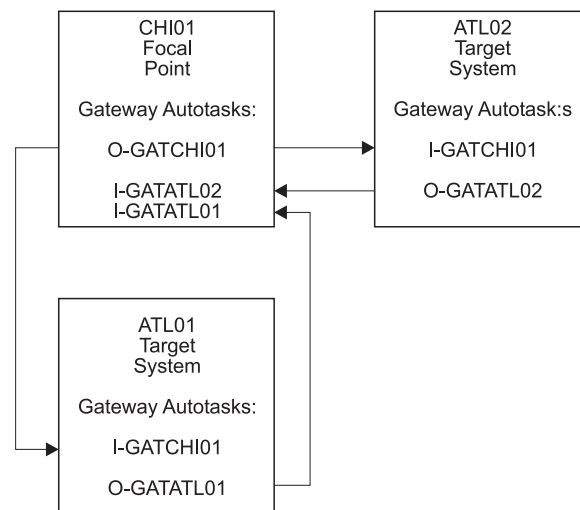 CHI01
Focal
Point
Gateway Autotasks:
O-GATCHI01
I-GATATL02
I-GATATL01
ATL02
Target
System
Gateway Autotask:s
I-GATCHI01
O-GATATL02
ATL01
Target
System
Gateway Autotasks:
I-GATCHI01
O-GATATL01